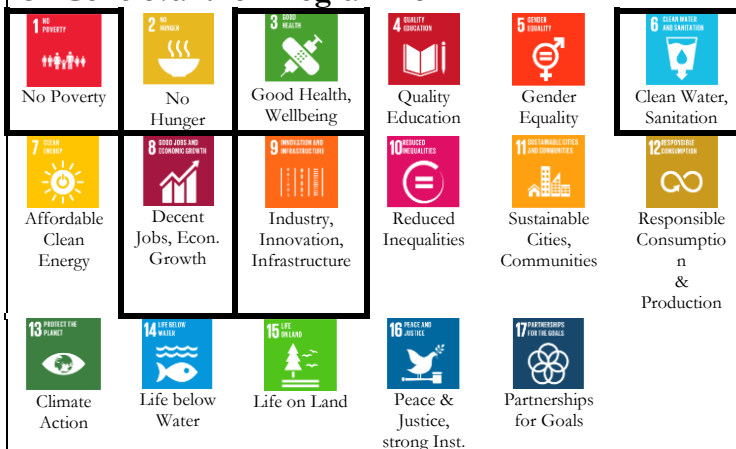 1 NO
POVERTY
No Poverty
2 NO
HUNGER
No
Hunger
3 GOOD
HEALTH
Good Health,
Wellbeing
4 QUALITY
EDUCATION
Quality
Education
5 GENDER
EQUALITY
Gender
Equality
6 CLEAN WATER
AND SANITATION
Clean Water,
Sanitation
7 CLEAN
ENERGY
Affordable
Clean
Energy
8 GOOD JOBS AND
ECONOMIC GROWTH
Decent
Jobs, Econ.
Growth
9 INNOVATION AND
INFRASTRUCTURE
Industry,
Innovation,
Infrastructure
10 REDUCED
INEQUALITIES
Reduced
Inequalities
11 SUSTAINABLE CITIES
AND COMMUNITIES
Sustainable
Cities,
Communities
12 RESPONSIBLE
CONSUMPTION
Responsible
Consumptio
n
&
Production
13 PROTECT THE
PLANET
Climate
Action
14 LIFE BELOW
WATER
Life below
Water
15 LIFE
ON LAND
Life on Land
16 PEACE AND
JUSTICE
Peace &
Justice,
strong Inst.
17 PARTNERSHIPS
FOR THE GOALS
Partnerships
for Goals